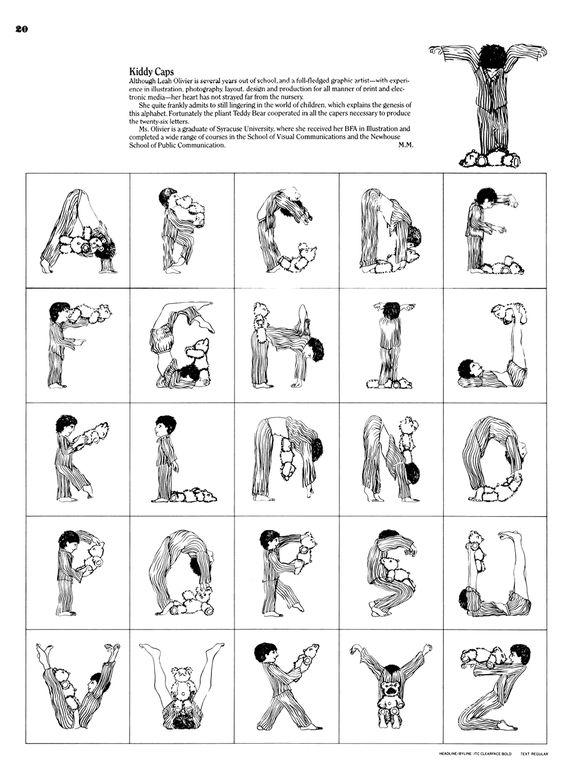 20
Kiddy Caps
Although Leah Olivier is several years out of school, and a full-fledged graphic artist—with experi-
ence in illustration, photography, layout, design and production for all manner of print and elec-
tronic media—her heart has not strayed far from the nursery.
She quite frankly admits to still lingering in the world of children, which explains the genesis of
this alphabet. Fortunately the pliant Teddy Bear cooperated in all the capers necessary to produce
the twenty-six letters.
Ms. Olivier is a graduate of Syracuse University, where she received her BFA in Illustration and
completed a wide range of courses in the School of Visual Communications and the Newhouse
School of Public Communication. M.M.
T
A B C D E
F G H I J
K L M N O
P Q R S U
V W X Y Z
HEADLINE/BYLINE: ITC CLEARFACE BOLD TEXT: REGULAR